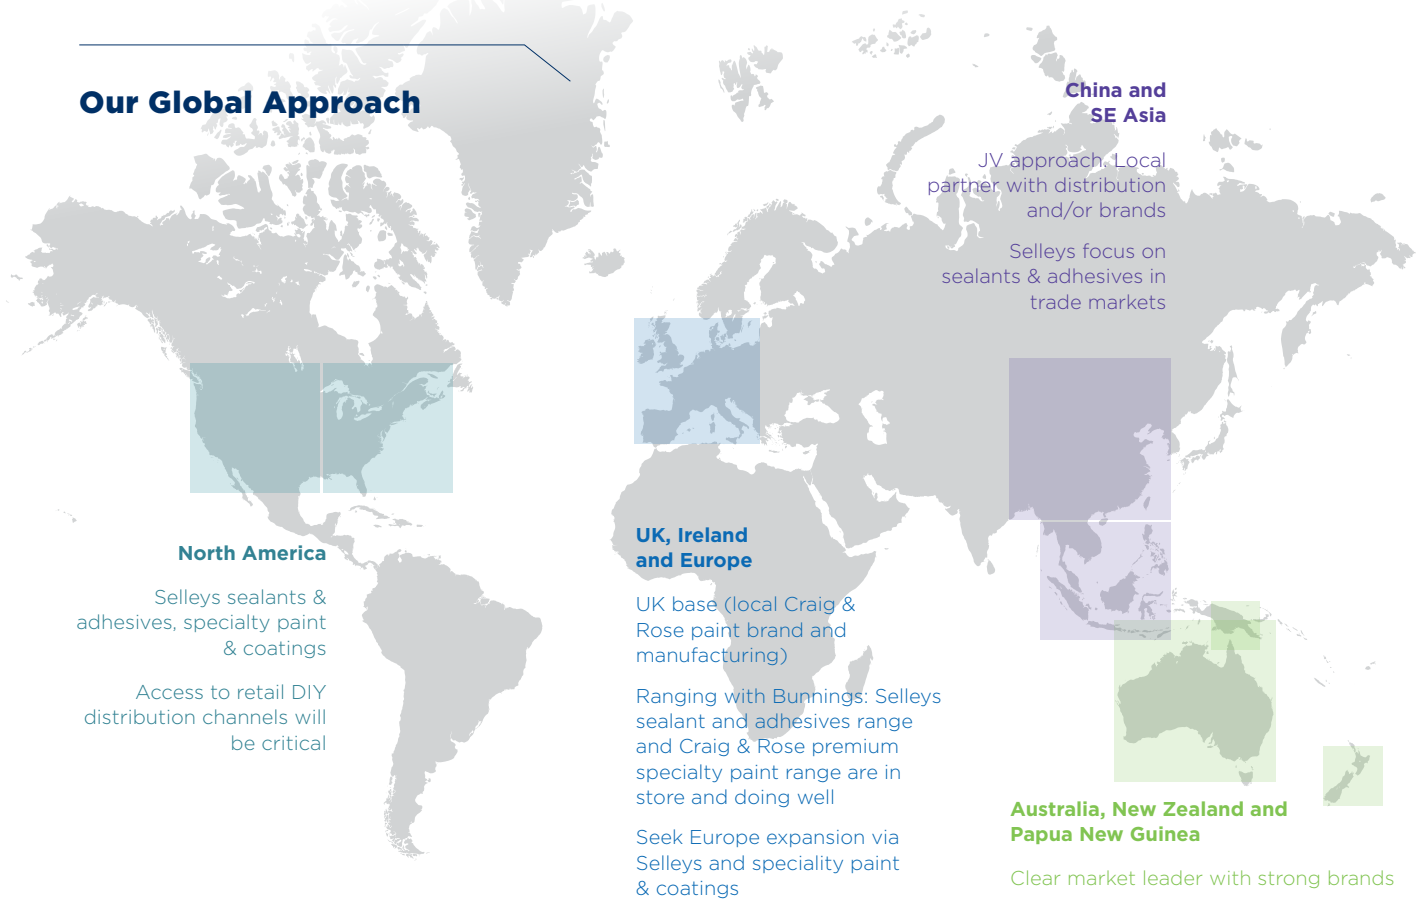 Our Global Approach
China and
SE Asia
JV approach. Local
partner with distribution
and/or brands
Selleys focus on
sealants & adhesives in
trade markets
North America
Selleys sealants &
adhesives, specialty paint
& coatings
Access to retail DIY
distribution channels will
be critical
UK, Ireland
and Europe
UK base (local Craig &
Rose paint brand and
manufacturing)
Ranging with Bunnings: Selleys
sealant and adhesives range
and Craig & Rose premium
specialty paint range are in
store and doing well
Seek Europe expansion via
Selleys and speciality paint
& coatings
Australia, New Zealand and
Papua New Guinea
Clear market leader with strong brands